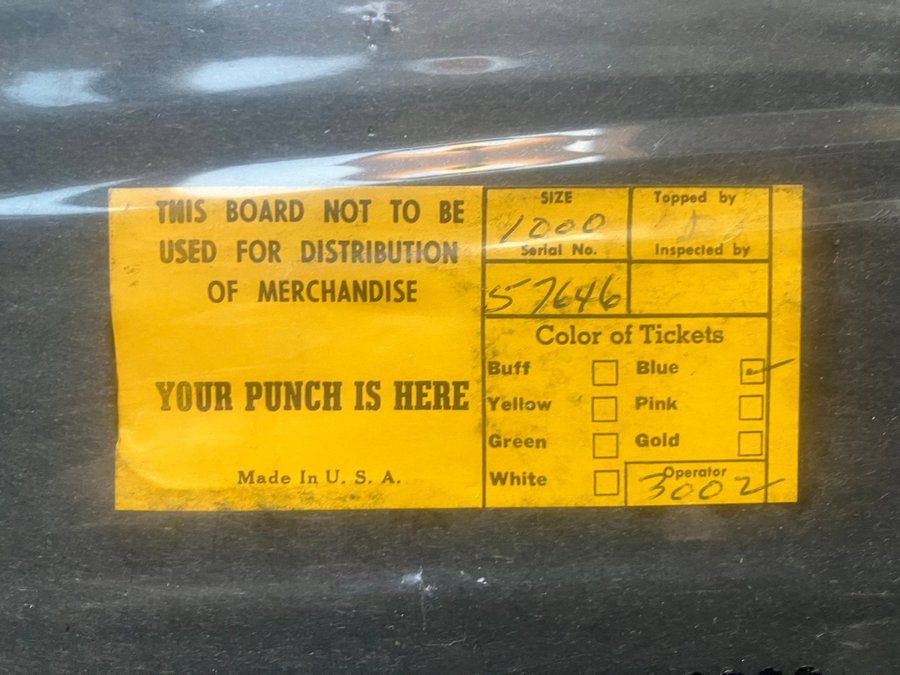 THIS BOARD NOT TO BE
USED FOR DISTRIBUTION
OF MERCHANDISE
YOUR PUNCH IS HERE
Made In U. S. A.
SIZE
1000
Serial No.
57646
Topped by
Inspected by
Color of Tickets
Buff
Blue
Yellow
Pink
Green
Gold
White
Operator
3002